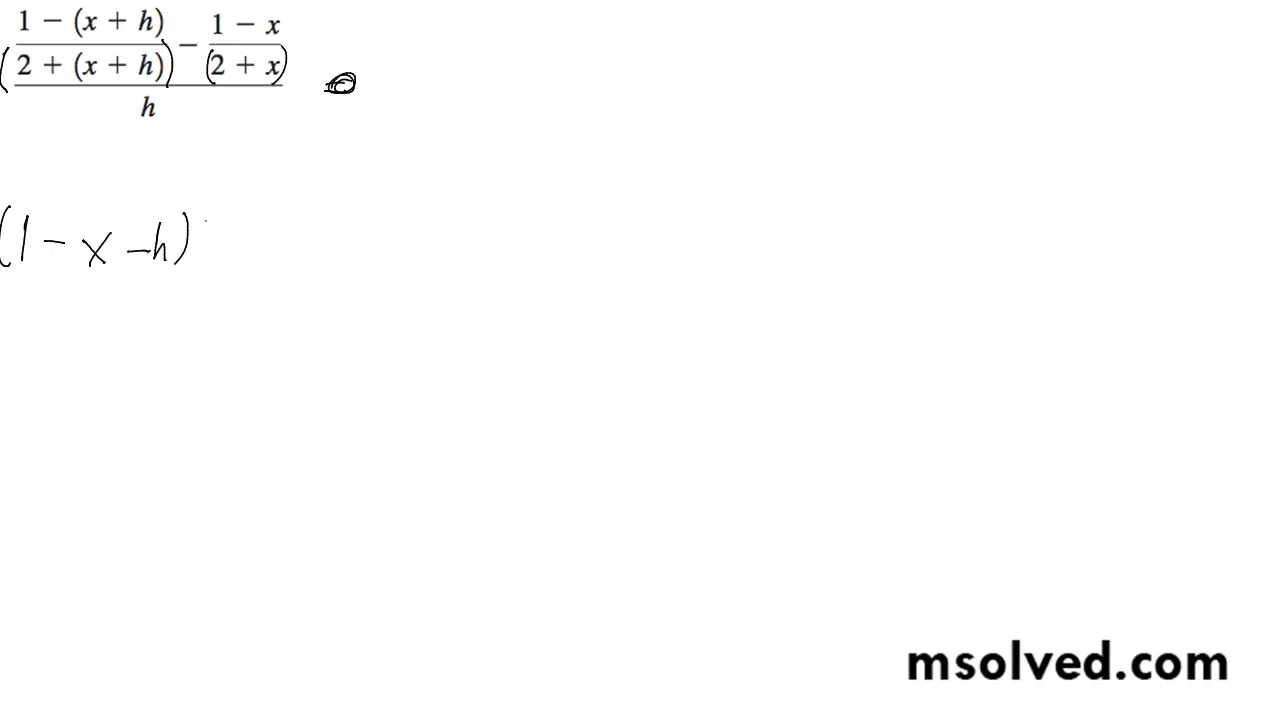 1 − (x + h)   1 − x
(2 + (x + h)) − (2 + x)
h
(1 − x − h)
msolved.com